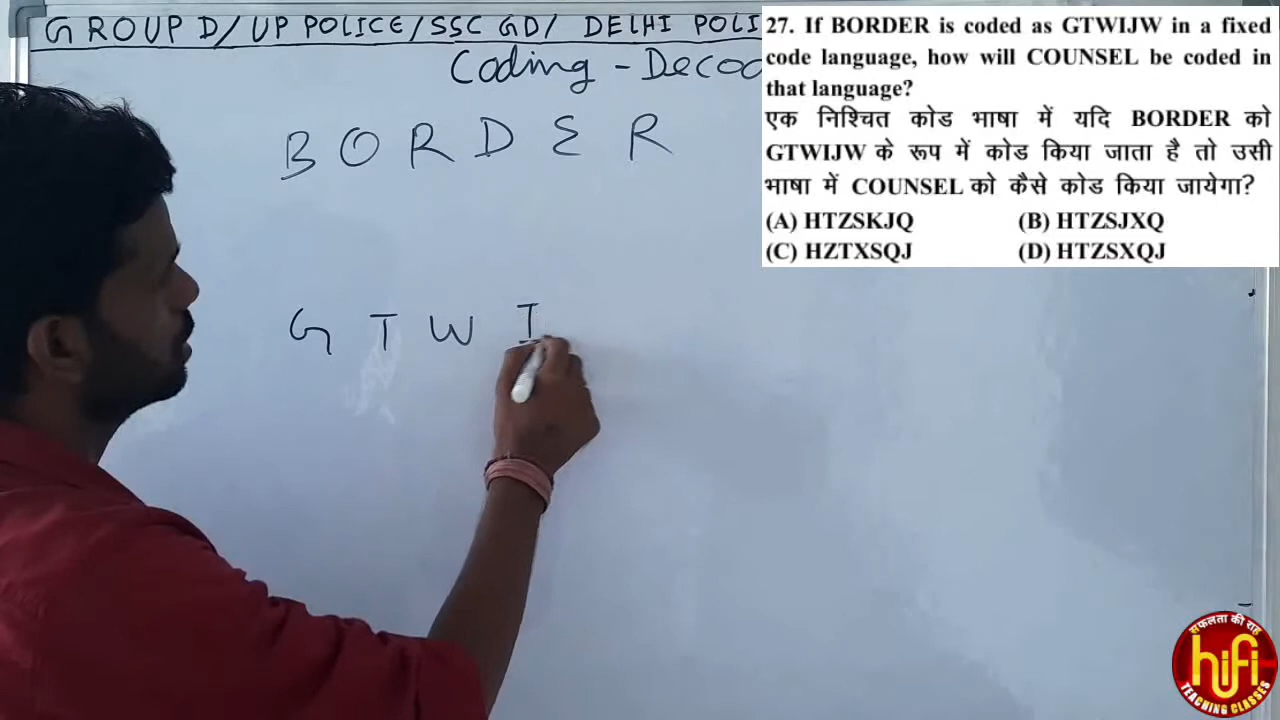 GROUP D/ UP POLICE/SSC GD/ DELHI POLI
Coding - Decod
BORDER
GTWI
27. If BORDER is coded as GTWIJW in a fixed
code language, how will COUNSEL be coded in
that language?
एक निश्चित कोड भाषा में यदि BORDER को
GTWIJW के रूप में कोड किया जाता है तो उसी
भाषा में COUNSEL को कैसे कोड किया जायेगा?
(A) HTZSKJQ (B) HTZSJXQ
(C) HZTXSQJ (D) HTZSXQJ
सफलता की राह
hifi
TEACHING CLASSES